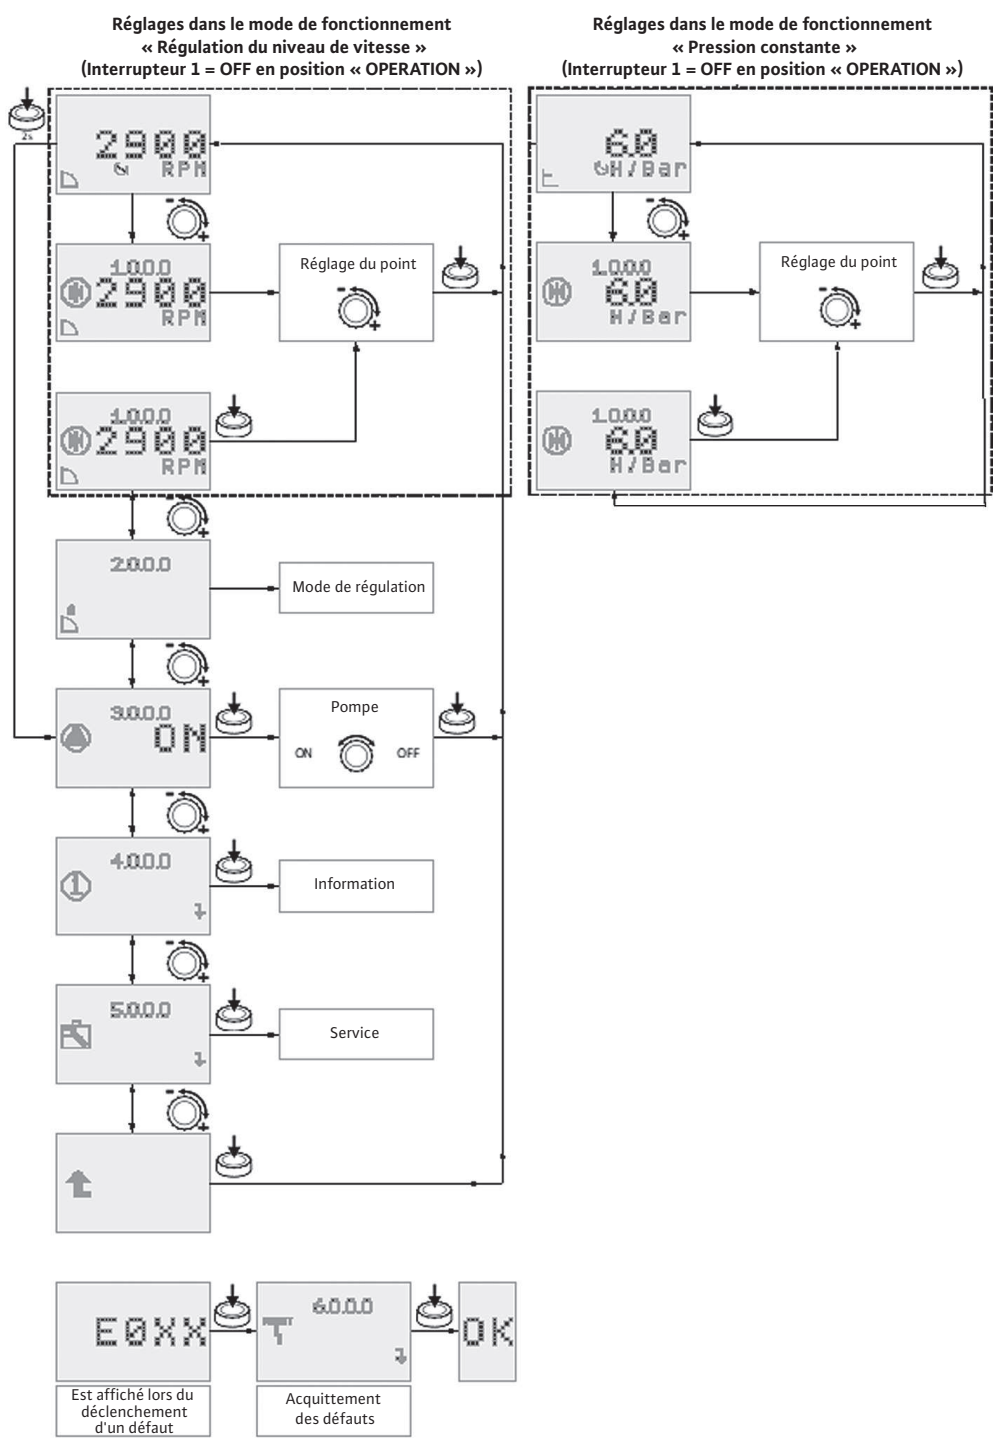 Réglages dans le mode de fonctionnement
« Régulation du niveau de vitesse »
(Interrupteur 1 = OFF en position « OPERATION »)
Réglages dans le mode de fonctionnement
« Pression constante »
(Interrupteur 1 = OFF en position « OPERATION »)
2s
2900
RPM
6.0
H/Bar
- +
- +
1.0.0.0
2900
RPM
Réglage du point
- +
1.0.0.0
6.0
H/Bar
Réglage du point
- +
1.0.0.0
2900
RPM
1.0.0.0
6.0
H/Bar
- +
2.0.0.0
Mode de régulation
- +
3.0.0.0
ON
Pompe
ON OFF
- +
4.0.0.0
1
Information
- +
5.0.0.0
Service
- +
E0XX
6.0.0.0
OK
Est affiché lors du
déclenchement
d'un défaut
Acquittement
des défauts